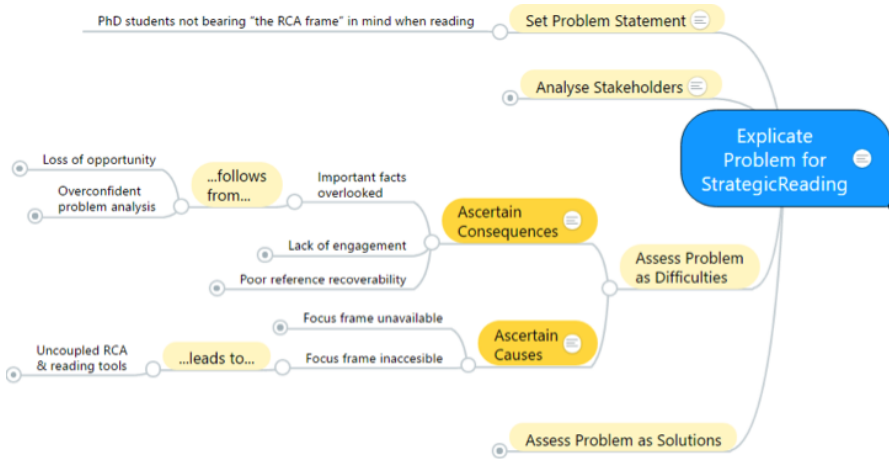 PhD students not bearing “the RCA frame” in mind when reading
Set Problem Statement
Analyse Stakeholders
Explicate
Problem for
StrategicReading
Loss of opportunity
Overconfident
problem analysis
...follows
from...
Important facts
overlooked
Lack of engagement
Poor reference recoverability
Ascertain
Consequences
Assess Problem
as Difficulties
Focus frame unavailable
Ascertain
Causes
Uncoupled RCA
& reading tools
...leads to...
Focus frame inaccesible
Assess Problem as Solutions